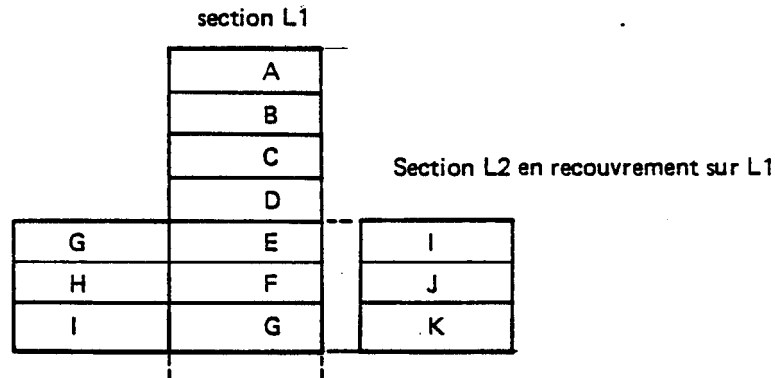 section L1
A
B
C
Section L2 en recouvrement sur L1
D
G E I
H F J
I G K